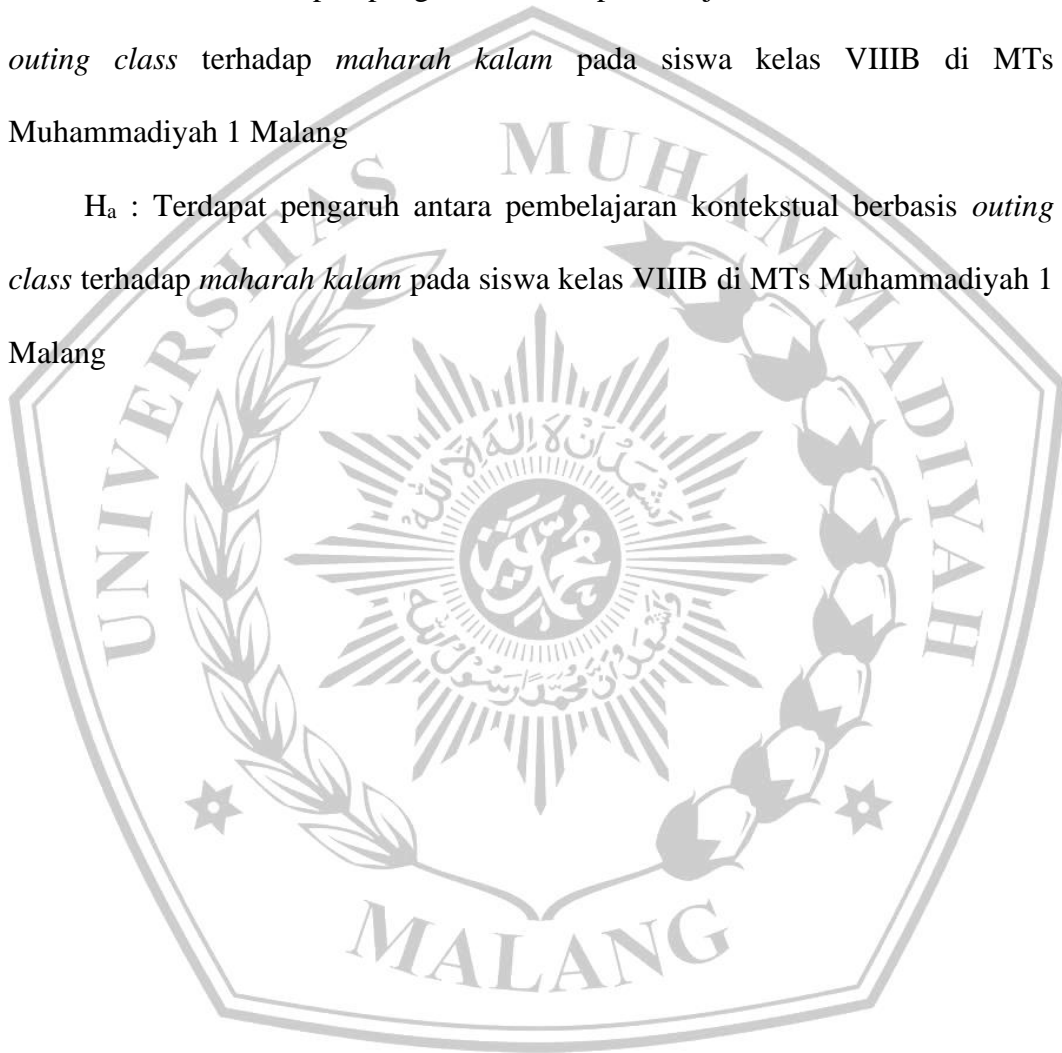 outing class terhadap maharah kalam pada siswa kelas VIIIB di MTs
Muhammadiyah 1 Malang
Ha : Terdapat pengaruh antara pembelajaran kontekstual berbasis outing
class terhadap maharah kalam pada siswa kelas VIIIB di MTs Muhammadiyah 1
Malang
UNIVERSITAS MUHAMMADIYAH
MALANG